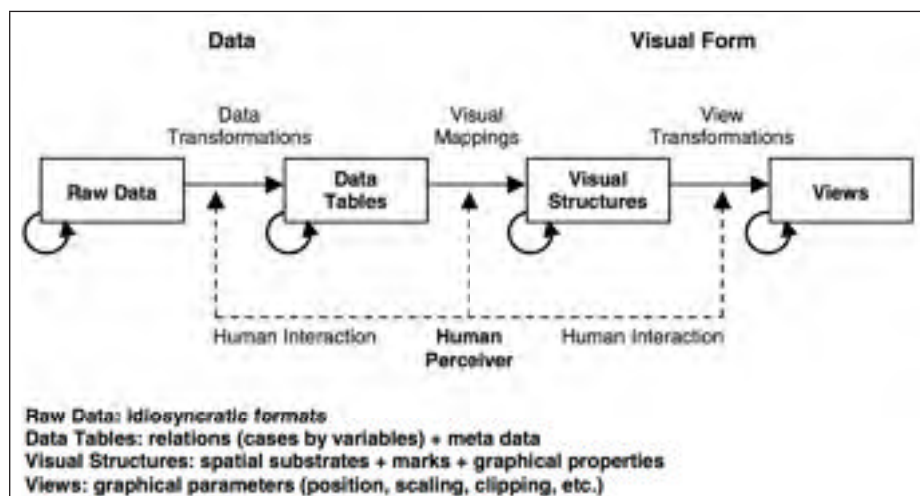 Data
Visual Form
Data
Transformations
Visual
Mappings
View
Transformations
Raw Data
Data
Tables
Visual
Structures
Views
Human Interaction
Human
Perceiver
Human Interaction
Raw Data: idiosyncratic formats
Data Tables: relations (cases by variables) + meta data
Visual Structures: spatial substrates + marks + graphical properties
Views: graphical parameters (position, scaling, clipping, etc.)